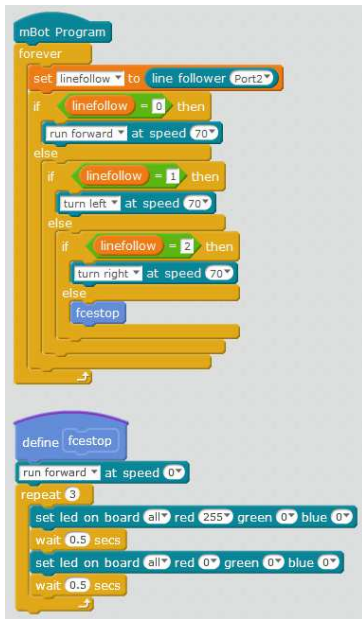 mBot Program
forever
set linefollow to line follower Port2
if linefollow = 0 then
run forward at speed 70
else
if linefollow = 1 then
turn left at speed 70
else
if linefollow = 2 then
turn right at speed 70
else
fcestop
define fcestop
run forward at speed 0
repeat 3
set led on board all red 255 green 0 blue 0
wait 0.5 secs
set led on board all red 0 green 0 blue 0
wait 0.5 secs